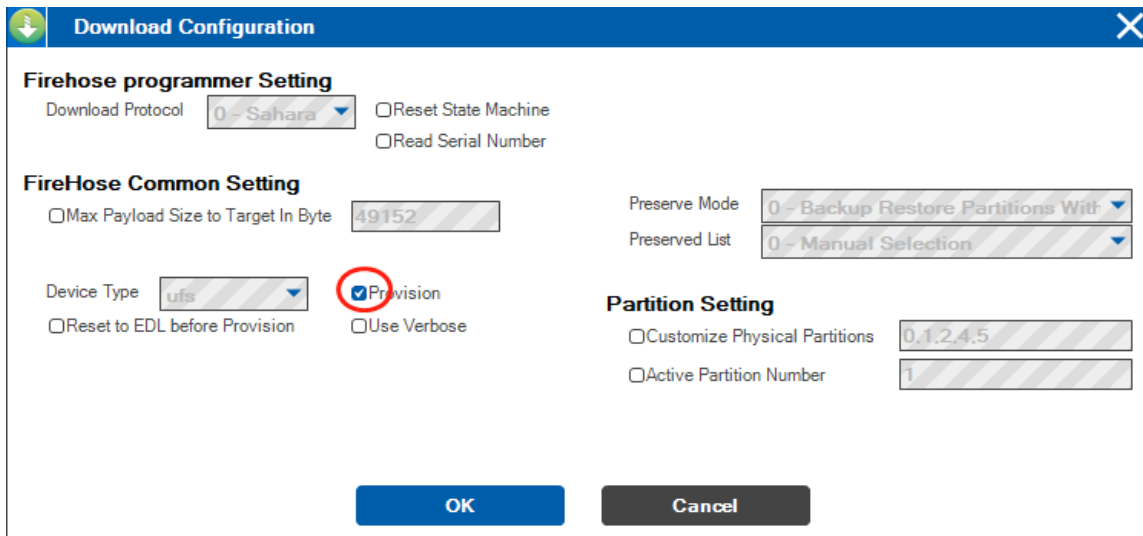 Download Configuration
Firehose programmer Setting
Download Protocol 0 - Sahara Reset State Machine
Read Serial Number
FireHose Common Setting
Max Payload Size to Target In Byte 49152
Preserve Mode 0 - Backup Restore Partitions With
Preserved List 0 - Manual Selection
Device Type ufs Provision
Reset to EDL before Provision Use Verbose
Partition Setting
Customize Physical Partitions 0,1,2,4,5
Active Partition Number 1
OK Cancel